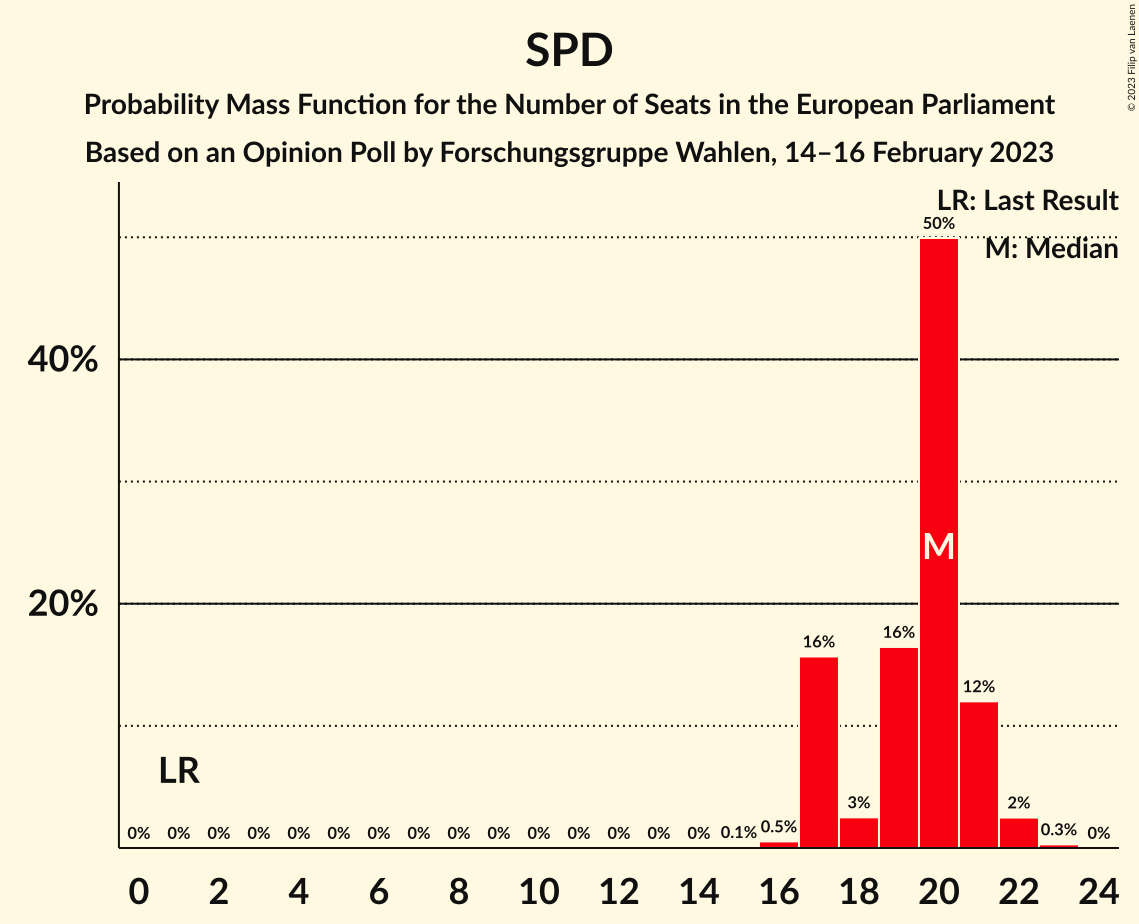 SPD
Probability Mass Function for the Number of Seats in the European Parliament
Based on an Opinion Poll by Forschungsgruppe Wahlen, 14–16 February 2023
© 2023 Filip van Laenen
LR: Last Result
M: Median
50%
40%
20%
M
16%
3%
16%
12%
2%
LR
0% 0% 0% 0% 0% 0% 0% 0% 0% 0% 0% 0% 0% 0% 0% 0.1% 0.5% 0.3% 0%
0 2 4 6 8 10 12 14 16 18 20 22 24